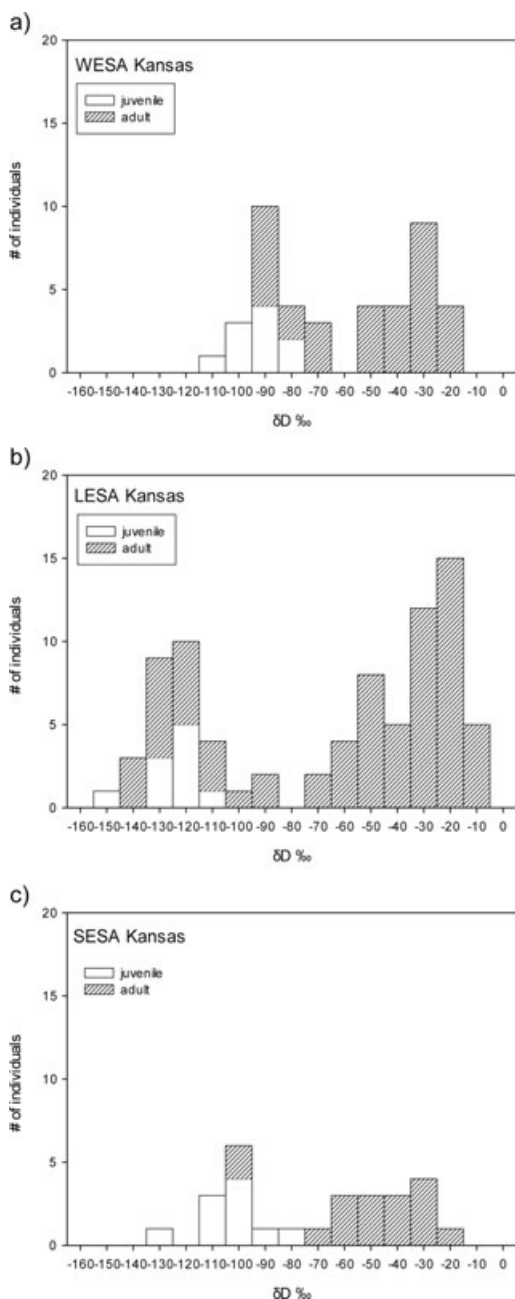 a)
WESA Kansas
juvenile
adult
# of individuals
20
15
10
5
0
-160-150-140-130-120-110-100 -90 -80 -70 -60 -50 -40 -30 -20 -10 0
δD ‰
b)
LESA Kansas
juvenile
adult
# of individuals
20
15
10
5
0
-160-150-140-130-120-110-100 -90 -80 -70 -60 -50 -40 -30 -20 -10 0
δD ‰
c)
SESA Kansas
juvenile
adult
# of individuals
20
15
10
5
0
-160-150-140-130-120-110-100 -90 -80 -70 -60 -50 -40 -30 -20 -10 0
δD ‰